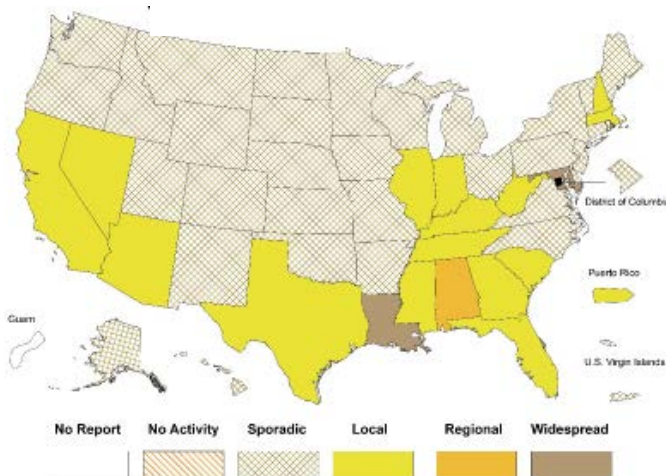 District of Columbia
Puerto Rico
Guam
U.S. Virgin Islands
No Report No Activity Sporadic Local Regional Widespread